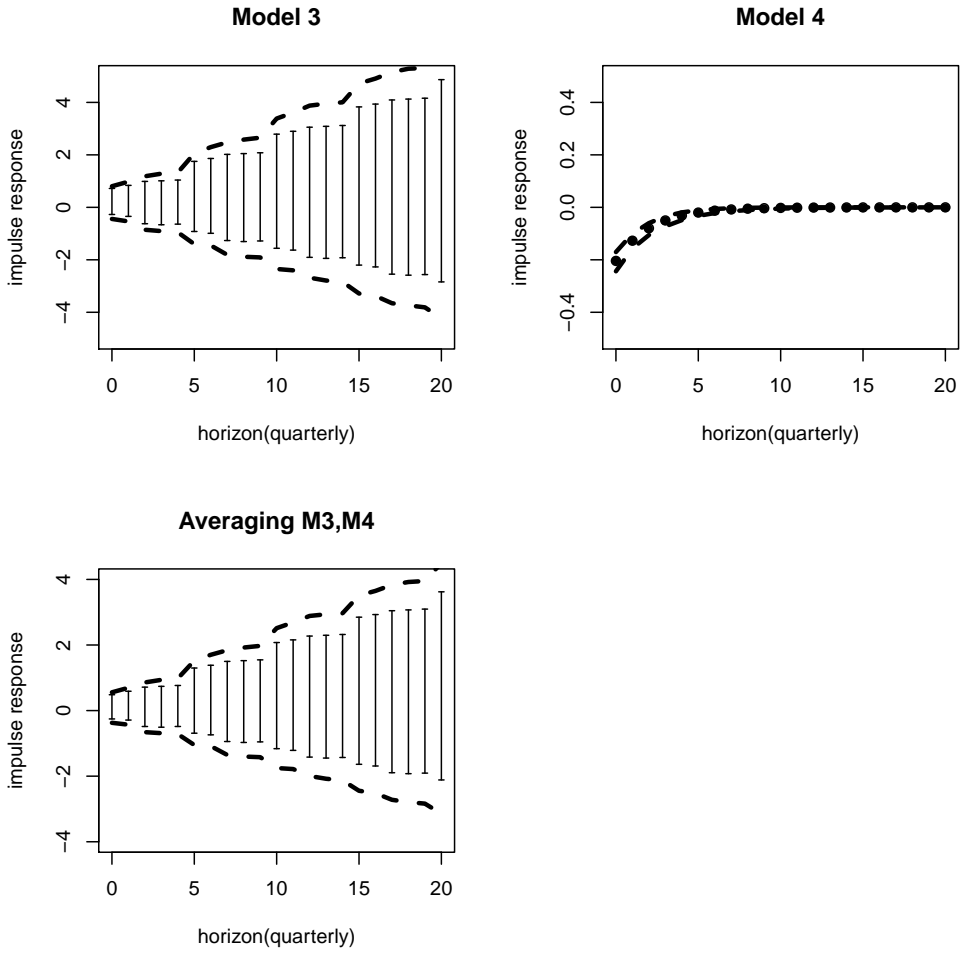 Model 3
impulse response
4
2
0
−2
−4
0 5 10 15 20
horizon(quarterly)
Model 4
impulse response
0.4
0.2
0.0
−0.4
0 5 10 15 20
horizon(quarterly)
Averaging M3,M4
impulse response
4
2
0
−2
−4
0 5 10 15 20
horizon(quarterly)